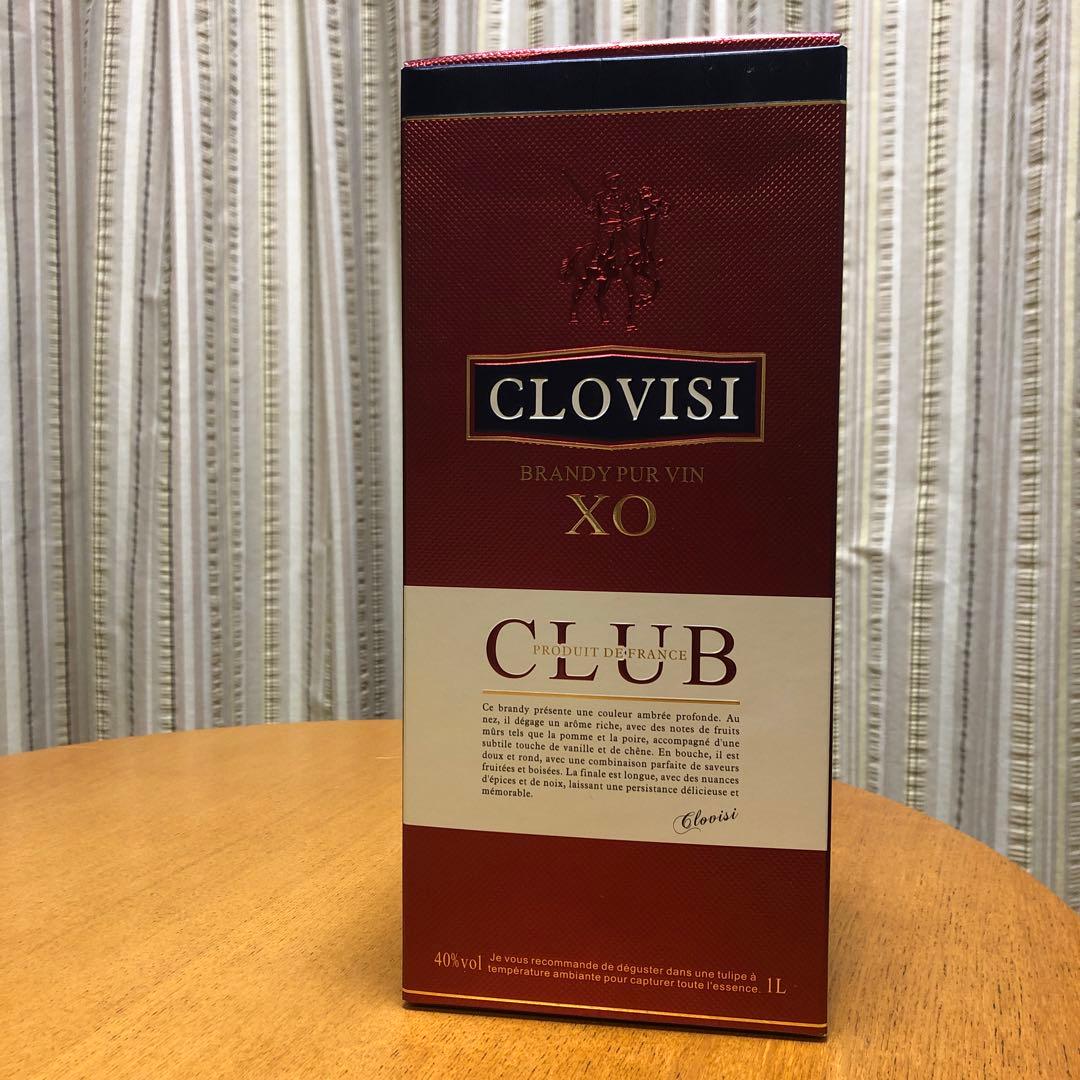 CLOVISI
BRANDY PUR VIN
XO
CLUB
PRODUIT DE FRANCE
Ce brandy présente une couleur ambrée profonde. Au
nez, il dégage un arôme riche, avec des notes de fruits
mûrs tels que la pomme et la poire, accompagné d'une
subtile touche de vanille et de chêne. En bouche, il est
doux et rond, avec une combinaison parfaite de saveurs
fruitées et boisées. La finale est longue, avec des nuances
d'épices et de noix, laissant une persistance délicieuse et
mémorable.
Clovisi
40%vol
Je vous recommande de déguster dans une tulipe à
température ambiante pour capturer toute l'essence.
1L